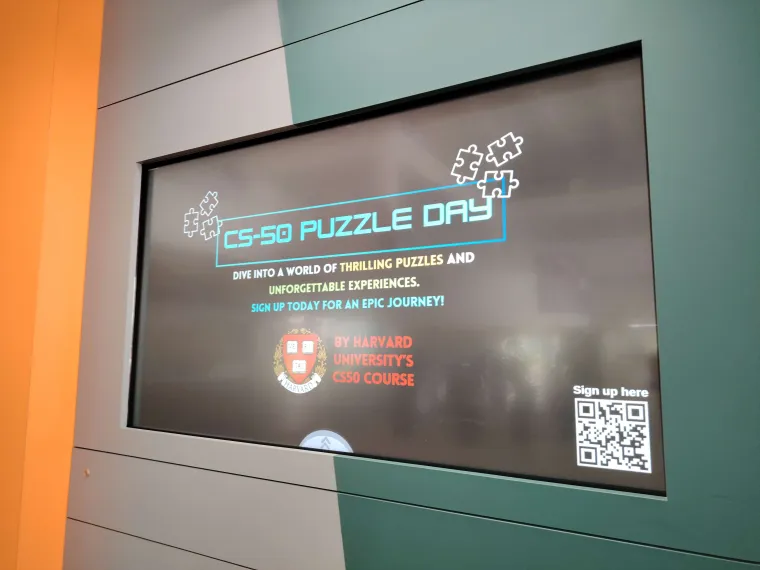 CS-50 PUZZLE DAY
DIVE INTO A WORLD OF THRILLING PUZZLES AND
UNFORGETTABLE EXPERIENCES.
SIGN UP TODAY FOR AN EPIC JOURNEY!
BY HARVARD
UNIVERSITY'S
CS50 COURSE
HARVARD
Sign up here